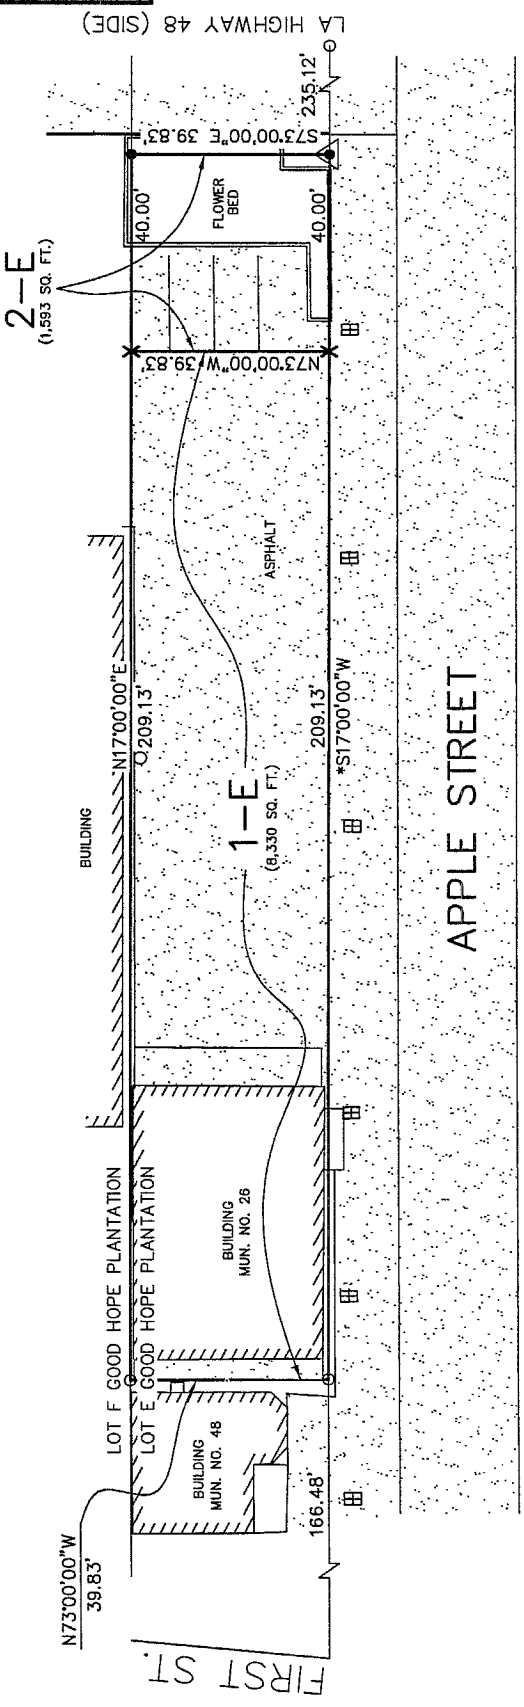 LA HIGHWAY 48 (SIDE)
235.12'
S73°00'00"E 39.83'
40.00'
FLOWER
BED
40.00'
2-E
(1,593 SQ. FT.)
N73°00'00"W 39.83'
ASPHALT
BUILDING
N17°00'00"E
209.13'
209.13'
*S17°00'00"W
1-E
(8,330 SQ. FT.)
APPLE STREET
LOT F GOOD HOPE PLANTATION
LOT E GOOD HOPE PLANTATION
BUILDING
MUN. NO. 26
BUILDING
MUN. NO. 48
166.48'
N73°00'00"W
39.83'
FIRST ST.